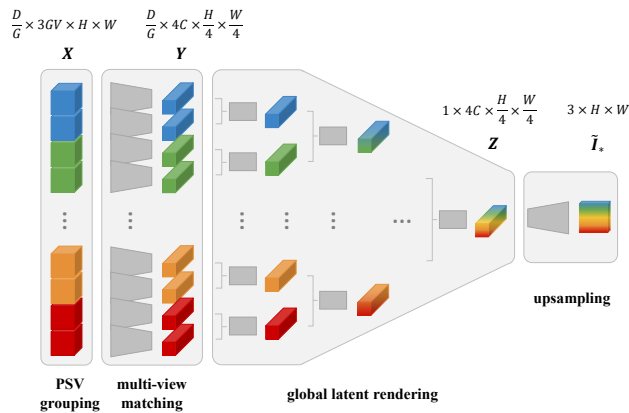 D/G × 3GV × H × W
D/G × 4C × H/4 × W/4
X
Y
1 × 4C × H/4 × W/4
3 × H × W
Z
Ĩ*
upsampling
PSV
grouping
multi-view
matching
global latent rendering